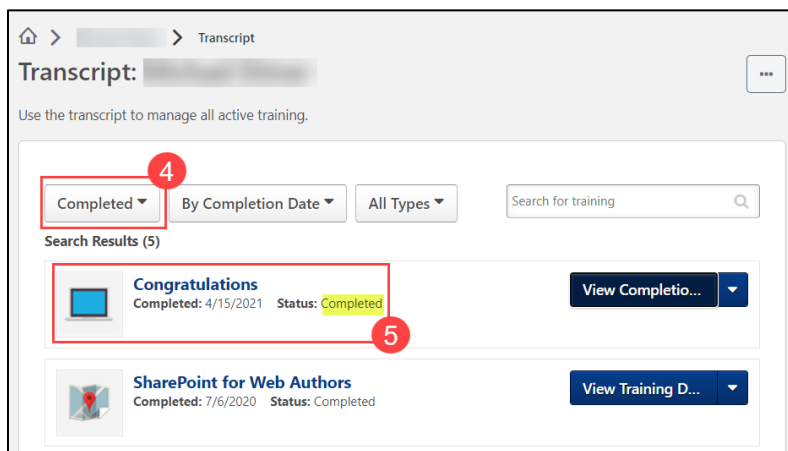 Transcript
Transcript:
Use the transcript to manage all active training.
4
Completed By Completion Date All Types Search for training
Search Results (5)
Congratulations
Completed: 4/15/2021 Status: Completed
View Completio...
5
SharePoint for Web Authors
Completed: 7/6/2020 Status: Completed
View Training D...